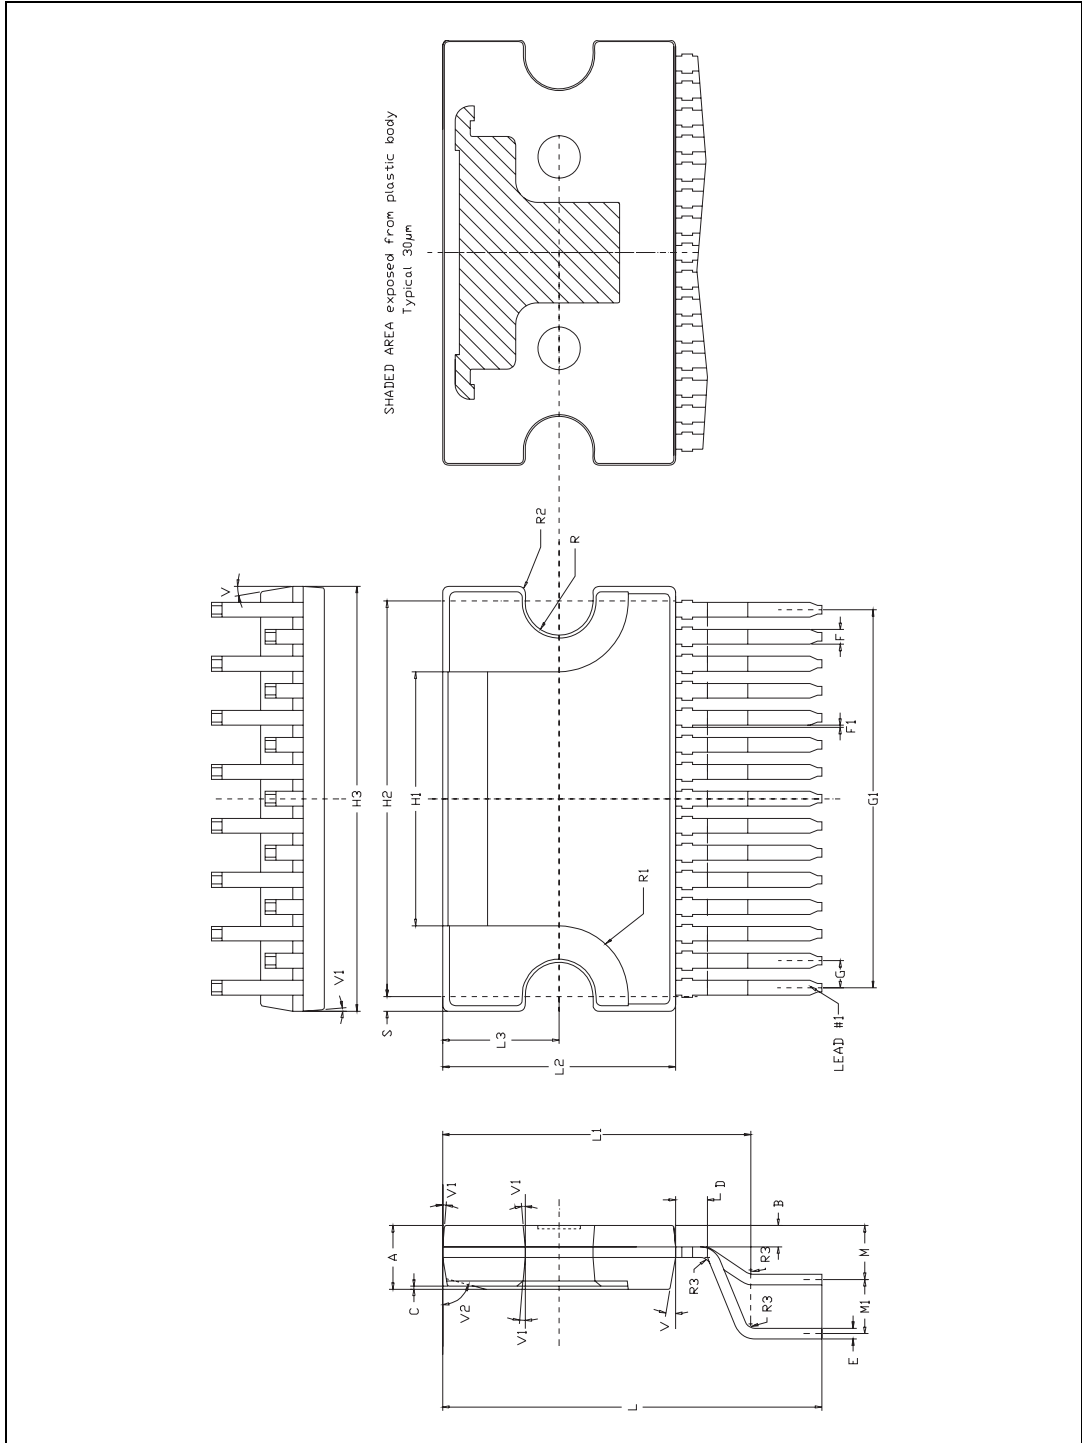 SHADED AREA exposed from plastic body
Typical 30µm
R2
R
V
F
F1
H3
H2
H1
G1
R1
V1
G
S
L3
L2
LEAD #1
L1
V1
V1
D
B
A
R3
M
C
R3
V2
V1
V
R3
M1
E
L